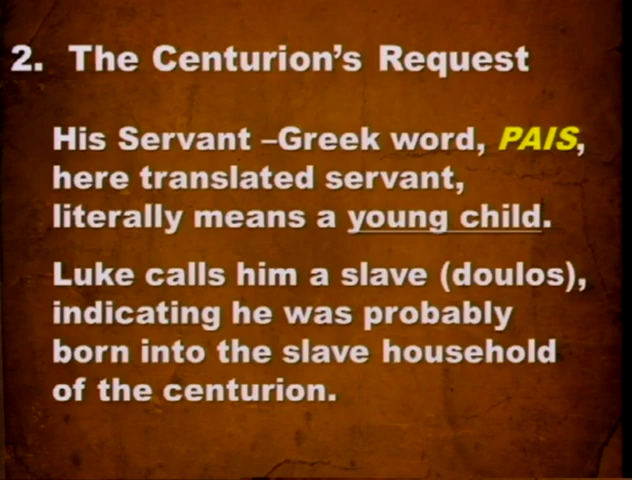 2. The Centurion's Request
His Servant –Greek word, PAIS,
here translated servant,
literally means a young child.
Luke calls him a slave (doulos),
indicating he was probably
born into the slave household
of the centurion.